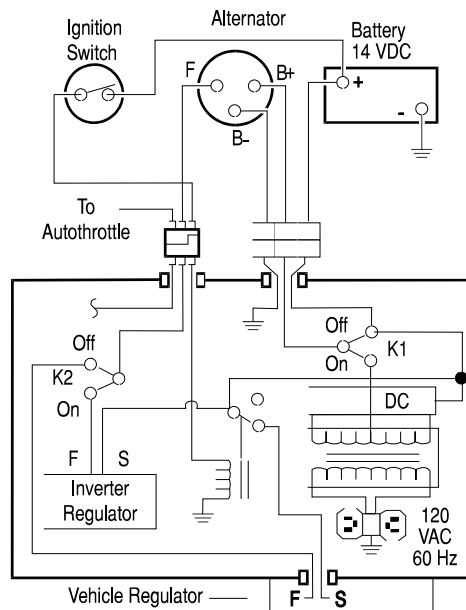 Ignition
Switch
Alternator
Battery
14 VDC
F
B+
B-
+
-
To
Autothrottle
Off
K2
On
Off
K1
On
DC
F S
Inverter
Regulator
120
VAC
60 Hz
Vehicle Regulator
F S